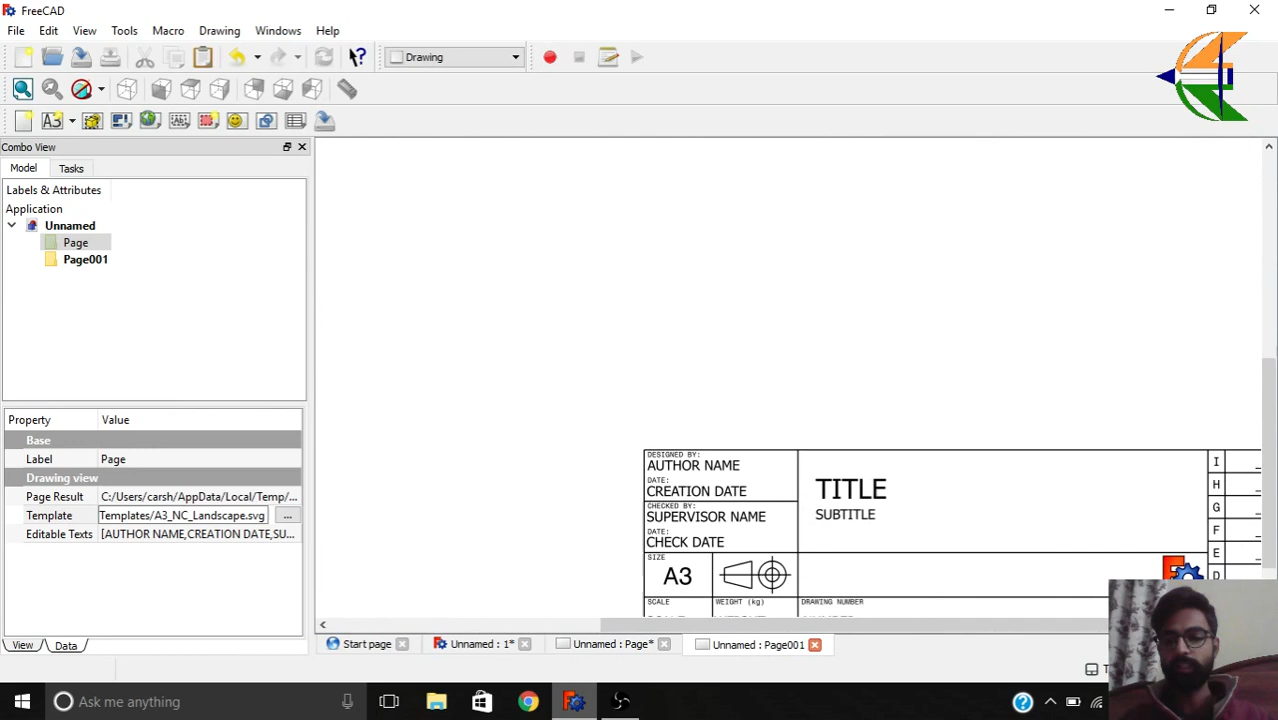 FreeCAD
File Edit View Tools Macro Drawing Windows Help
Drawing
A3
Combo View
Model Tasks
Labels & Attributes
Application
Unnamed
Page
Page001
Property Value
Base
Label Page
Drawing view
Page Result C:/Users/carsh/AppData/Local/Temp/...
Template Templates/A3_NC_Landscape.svg ...
Editable Texts [AUTHOR NAME,CREATION DATE,SU...
View Data
DESIGNED BY:
AUTHOR NAME
DATE:
CREATION DATE
CHECKED BY:
SUPERVISOR NAME
DATE:
CHECK DATE
TITLE
SUBTITLE
SIZE
A3
SCALE WEIGHT (kg) DRAWING NUMBER
I
H
G
F
E
D
Start page Unnamed : 1* Unnamed : Page* Unnamed : Page001
Ask me anything